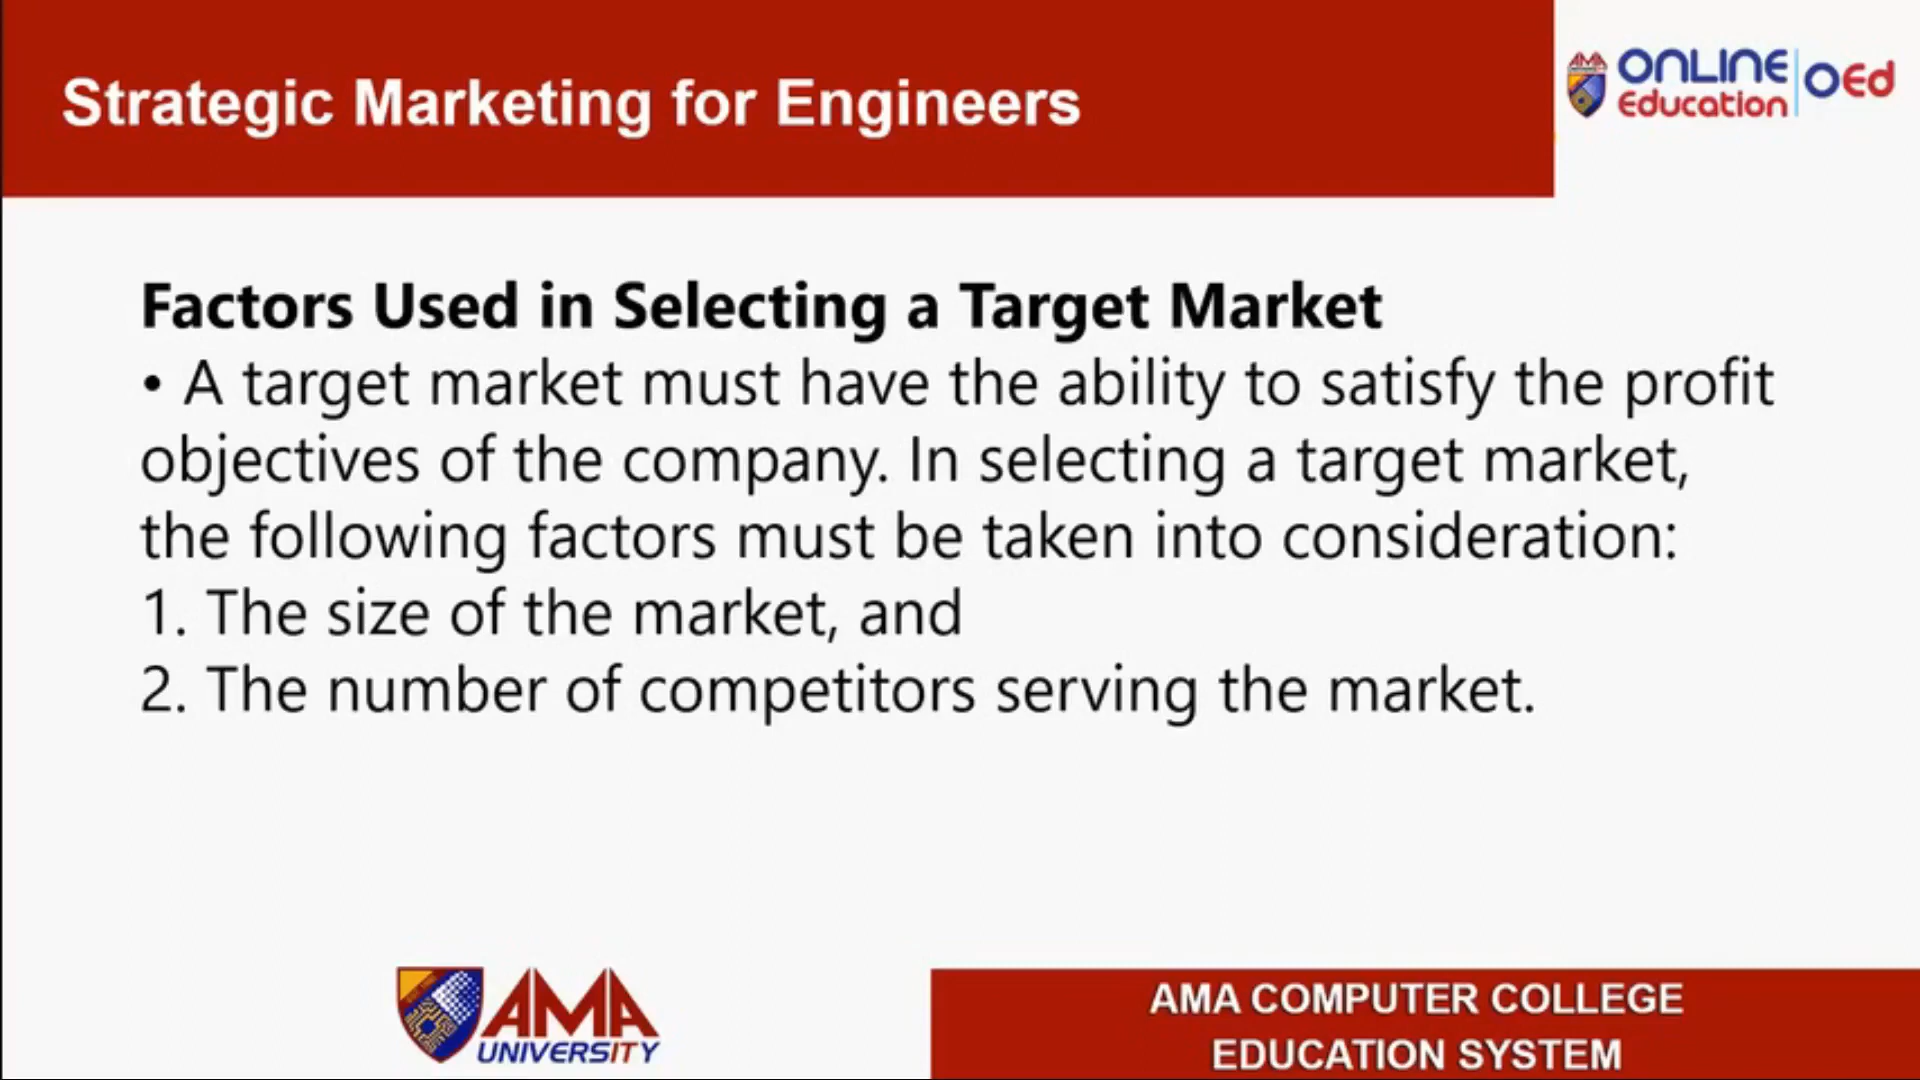 Strategic Marketing for Engineers
AMA
ONLINE
Education
OEd
Factors Used in Selecting a Target Market
• A target market must have the ability to satisfy the profit
objectives of the company. In selecting a target market,
the following factors must be taken into consideration:
1. The size of the market, and
2. The number of competitors serving the market.
AMA
UNIVERSITY
AMA COMPUTER COLLEGE
EDUCATION SYSTEM